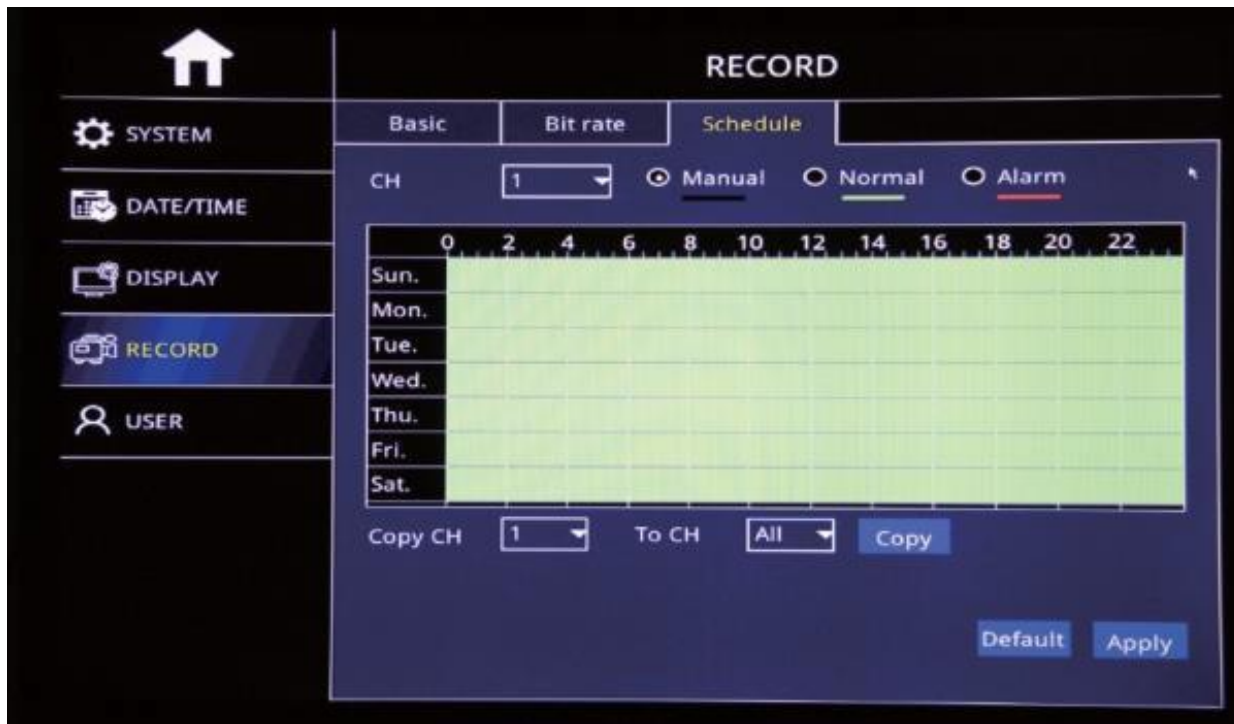 RECORD
SYSTEM
DATE/TIME
DISPLAY
RECORD
USER
Basic Bit rate Schedule
CH 1 Manual Normal Alarm
0 2 4 6 8 10 12 14 16 18 20 22
Sun.
Mon.
Tue.
Wed.
Thu.
Fri.
Sat.
Copy CH 1 To CH All Copy
Default Apply